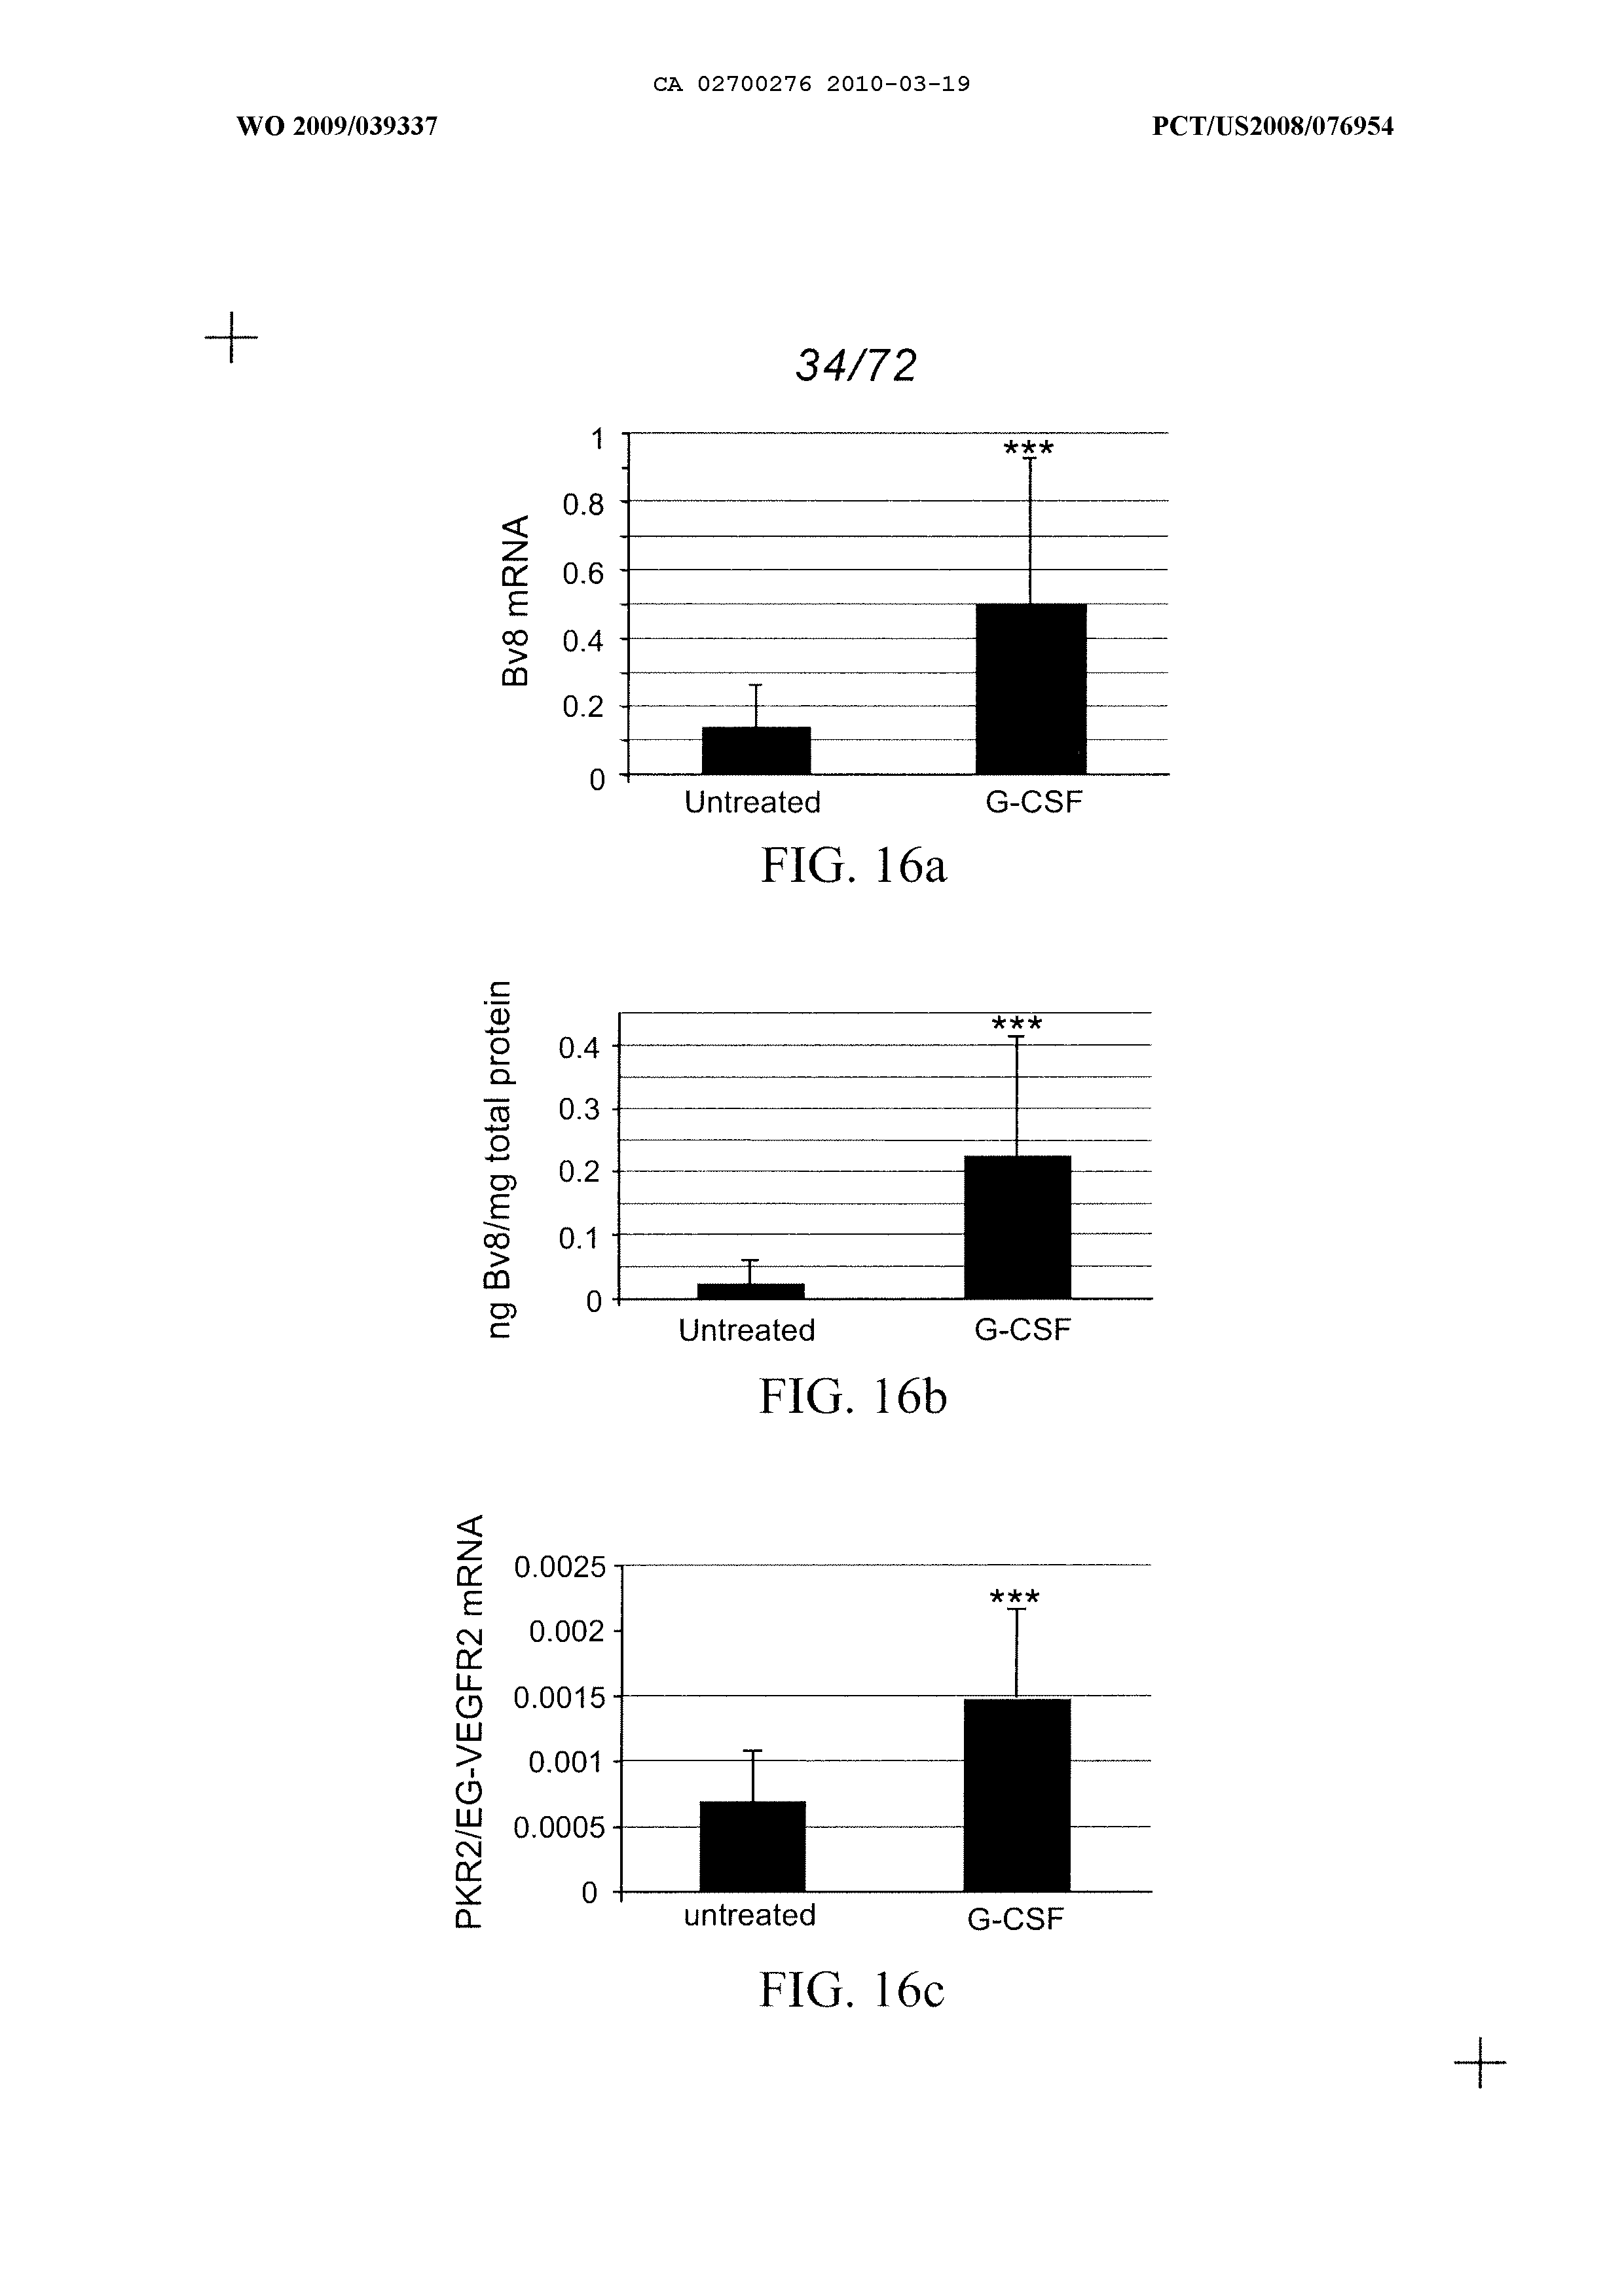 CA 02700276 2010-03-19
WO 2009/039337
PCT/US2008/076954
34/72
Bv8 mRNA
1
0.8
0.6
0.4
0.2
0
***
Untreated
G-CSF
FIG. 16a
ng Bv8/mg total protein
0.4
0.3
0.2
0.1
0
***
Untreated
G-CSF
FIG. 16b
PKR2/EG-VEGFR2 mRNA
0.0025
0.002
0.0015
0.001
0.0005
0
***
untreated
G-CSF
FIG. 16c